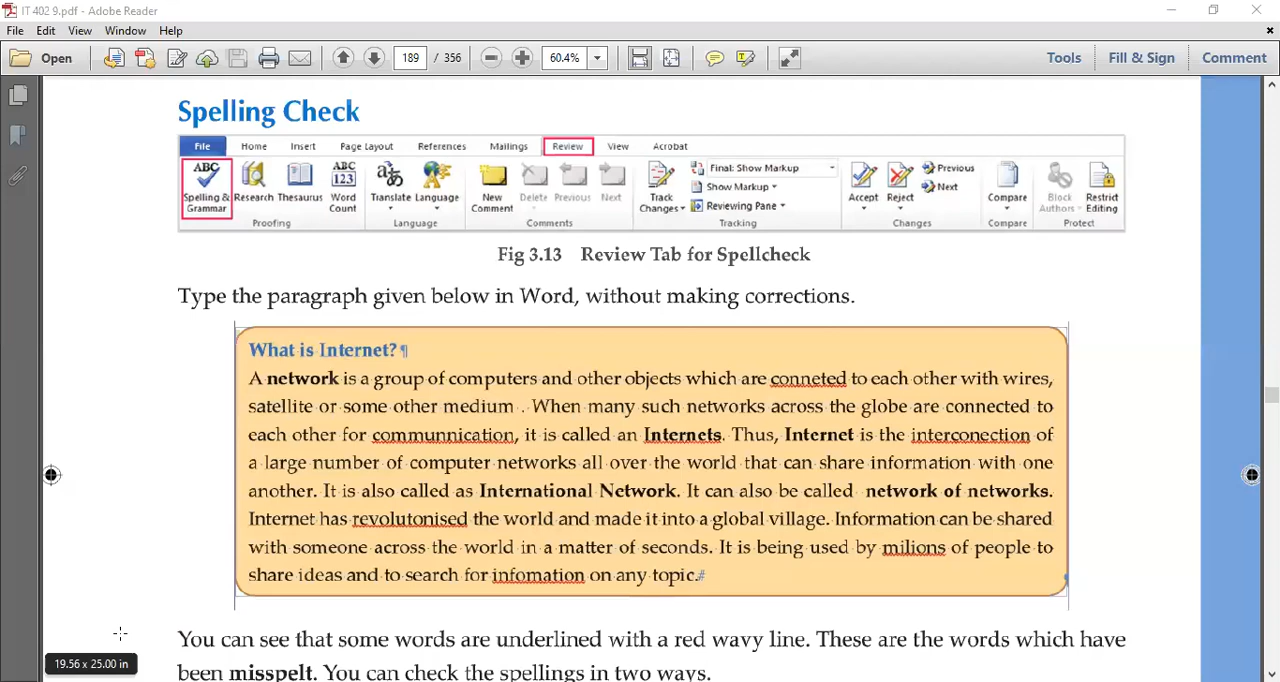 IT 402 9.pdf - Adobe Reader
File Edit View Window Help
Open 189 / 356 60.4% Tools Fill & Sign Comment
Spelling Check
File Home Insert Page Layout References Mailings Review View Acrobat
ABC Spelling & Grammar Research Thesaurus ABC 123 Word Count Translate Language New Comment Delete Previous Next Track Changes Final: Show Markup Show Markup Reviewing Pane Accept Reject Previous Next Compare Block Authors Restrict Editing
Proofing Language Comments Tracking Changes Compare Protect
Fig 3.13 Review Tab for Spellcheck
Type the paragraph given below in Word, without making corrections.
What is Internet?¶
A network is a group of computers and other objects which are conneted to each other with wires,
satellite or some other medium . When many such networks across the globe are connected to
each other for communnication, it is called an Internets. Thus, Internet is the interconection of
a large number of computer networks all over the world that can share information with one
another. It is also called as International Network. It can also be called network of networks.
Internet has revolutonised the world and made it into a global village. Information can be shared
with someone across the world in a matter of seconds. It is being used by milions of people to
share ideas and to search for infomation on any topic.#
You can see that some words are underlined with a red wavy line. These are the words which have
been misspelt. You can check the spellings in two ways.
19.56 x 25.00 in